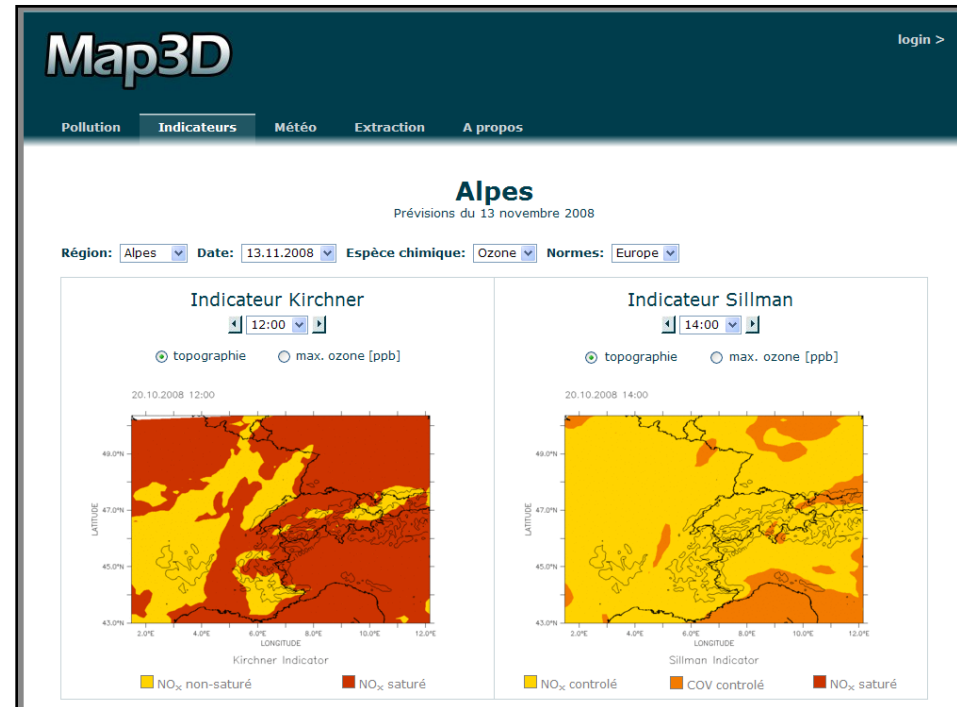 Map3D
login >
Pollution Indicateurs Météo Extraction A propos
Alpes
Prévisions du 13 novembre 2008
Région: Alpes Date: 13.11.2008 Espèce chimique: Ozone Normes: Europe
Indicateur Kirchner
12:00
topographie max. ozone [ppb]
20.10.2008 12:00
49.0°N
47.0°N
45.0°N
43.0°N
LATITUDE
2.0°E 4.0°E 6.0°E 8.0°E 10.0°E 12.0°E
LONGITUDE
Kirchner Indicator
NOx non-saturé NOx saturé
Indicateur Sillman
14:00
topographie max. ozone [ppb]
20.10.2008 14:00
49.0°N
47.0°N
45.0°N
43.0°N
LATITUDE
2.0°E 4.0°E 6.0°E 8.0°E 10.0°E 12.0°E
LONGITUDE
Sillman Indicator
NOx controlé COV controlé NOx saturé